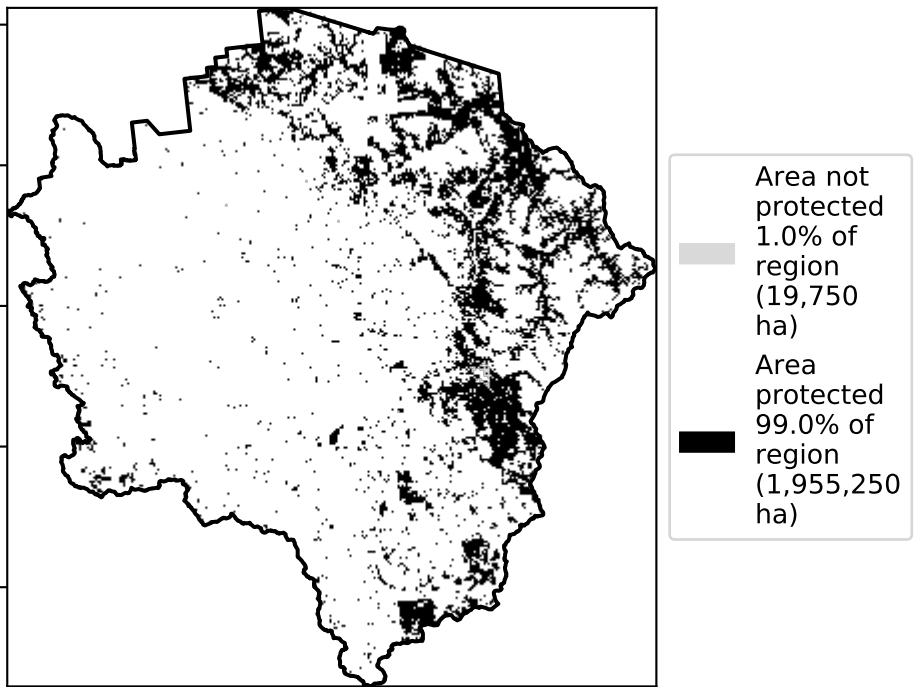 Area not
protected
1.0% of
region
(19,750
ha)
Area
protected
99.0% of
region
(1,955,250
ha)